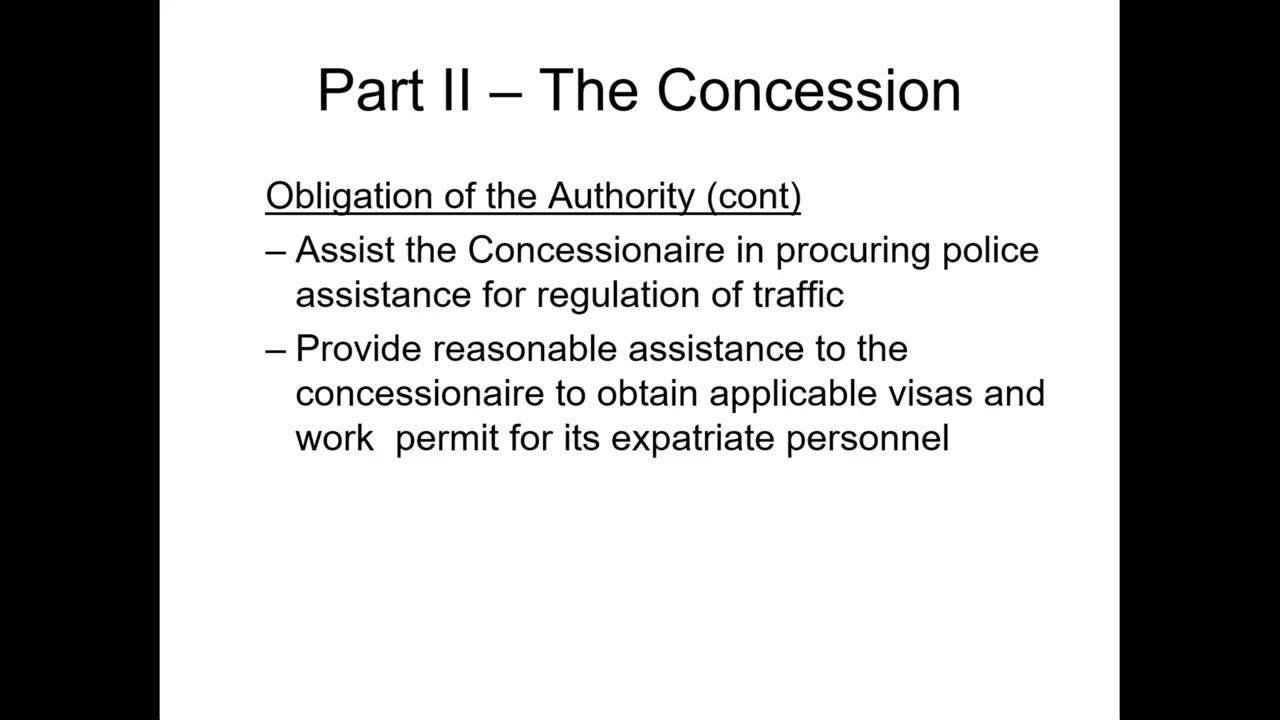 Part II – The Concession
Obligation of the Authority (cont)
– Assist the Concessionaire in procuring police
assistance for regulation of traffic
– Provide reasonable assistance to the
concessionaire to obtain applicable visas and
work  permit for its expatriate personnel